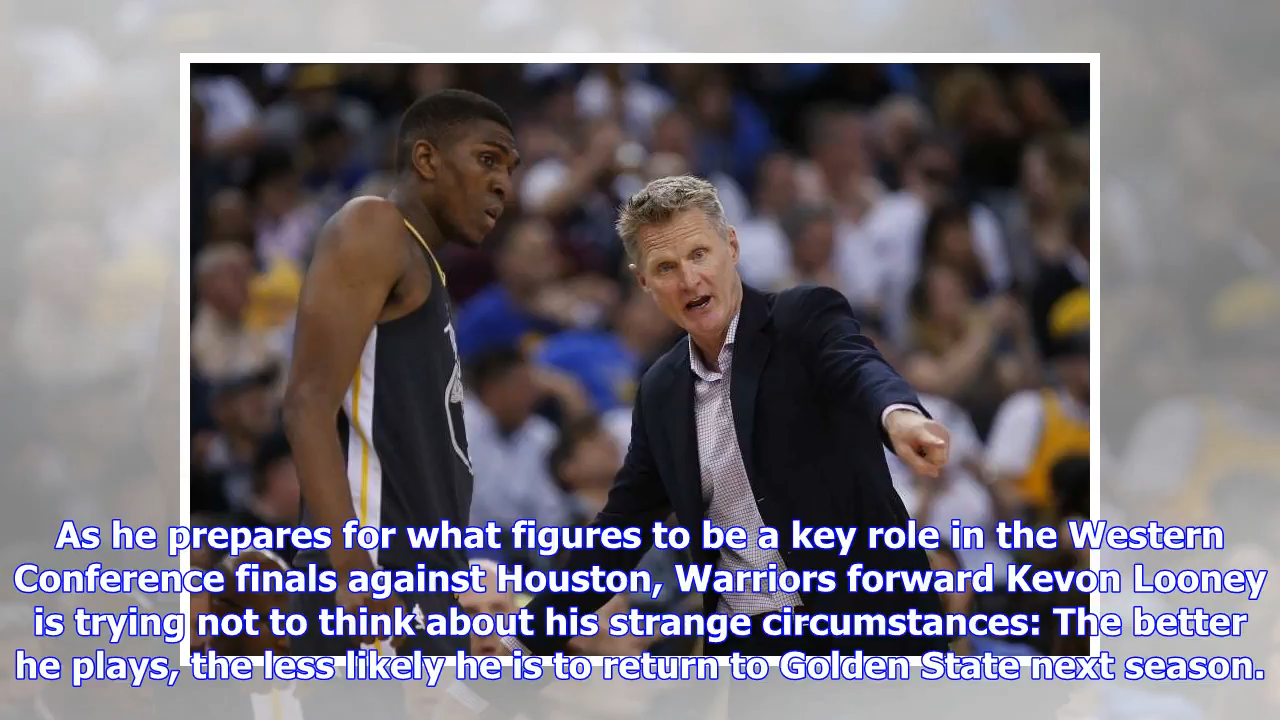 As he prepares for what figures to be a key role in the Western
Conference finals against Houston, Warriors forward Kevon Looney
is trying not to think about his strange circumstances: The better
he plays, the less likely he is to return to Golden State next season.